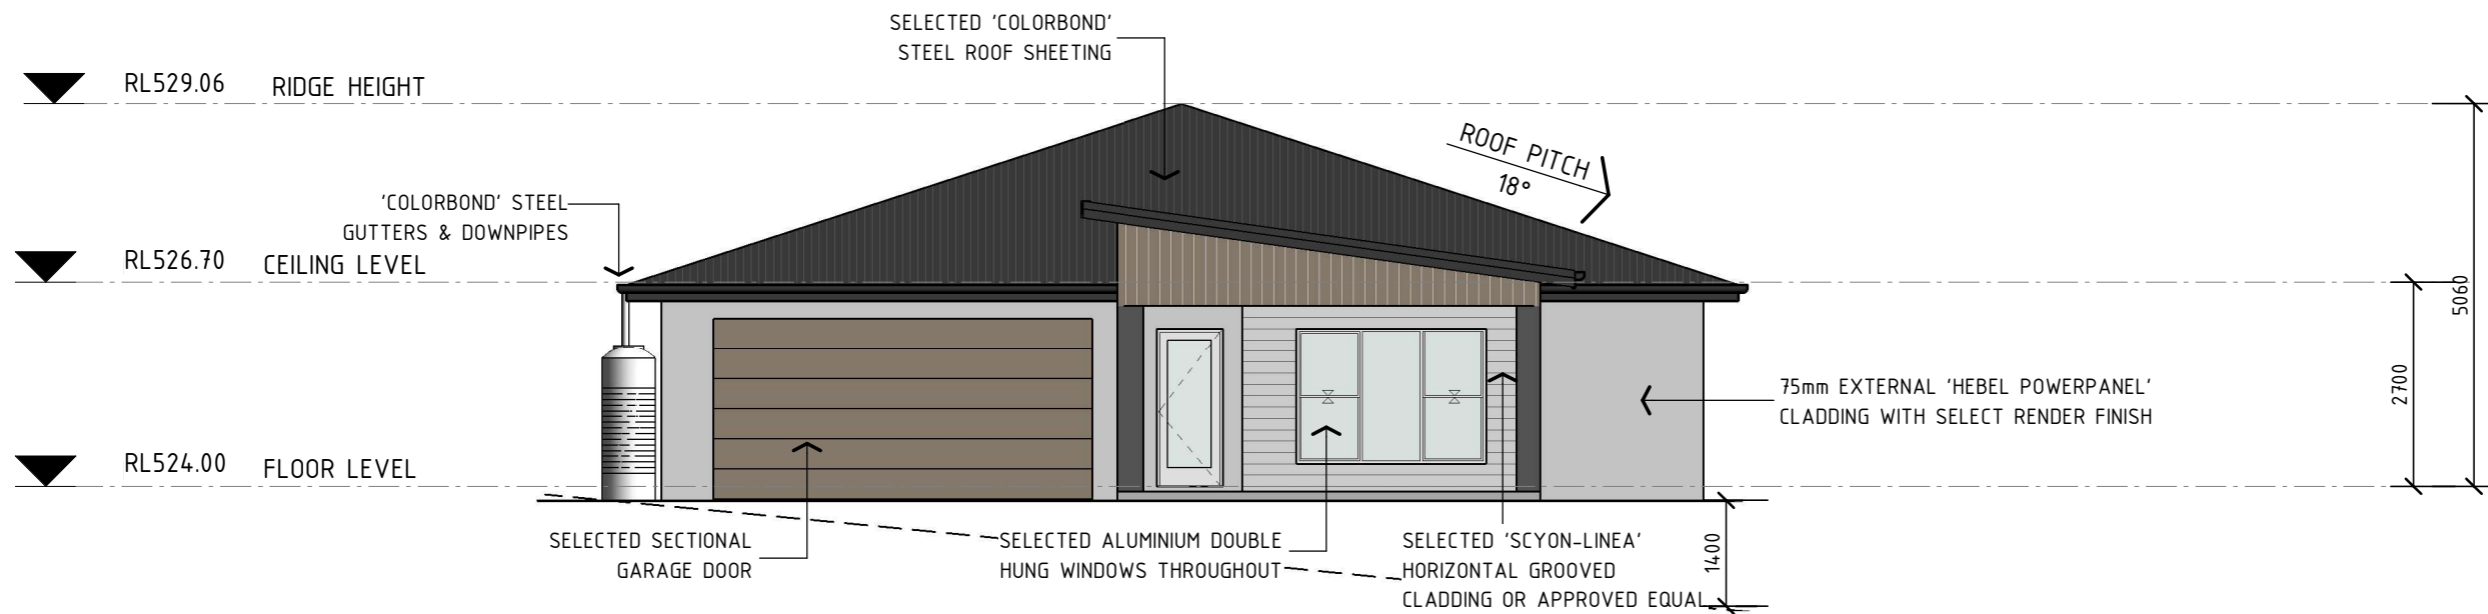 SELECTED 'COLORBOND'
STEEL ROOF SHEETING
RL529.06 RIDGE HEIGHT
ROOF PITCH
18°
'COLORBOND' STEEL
GUTTERS & DOWNPIPES
RL526.70 CEILING LEVEL
5060
2700
75mm EXTERNAL 'HEBEL POWERPANEL'
CLADDING WITH SELECT RENDER FINISH
RL524.00 FLOOR LEVEL
SELECTED SECTIONAL
GARAGE DOOR
SELECTED ALUMINIUM DOUBLE
HUNG WINDOWS THROUGHOUT
SELECTED 'SCYON-LINEA'
HORIZONTAL GROOVED
CLADDING OR APPROVED EQUAL
1400